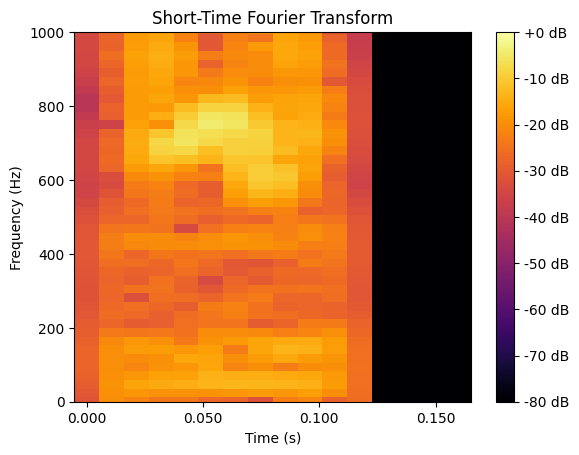 Short-Time Fourier Transform
1000
800
600
400
200
0
Frequency (Hz)
0.000
0.050
0.100
0.150
Time (s)
+0 dB
-10 dB
-20 dB
-30 dB
-40 dB
-50 dB
-60 dB
-70 dB
-80 dB